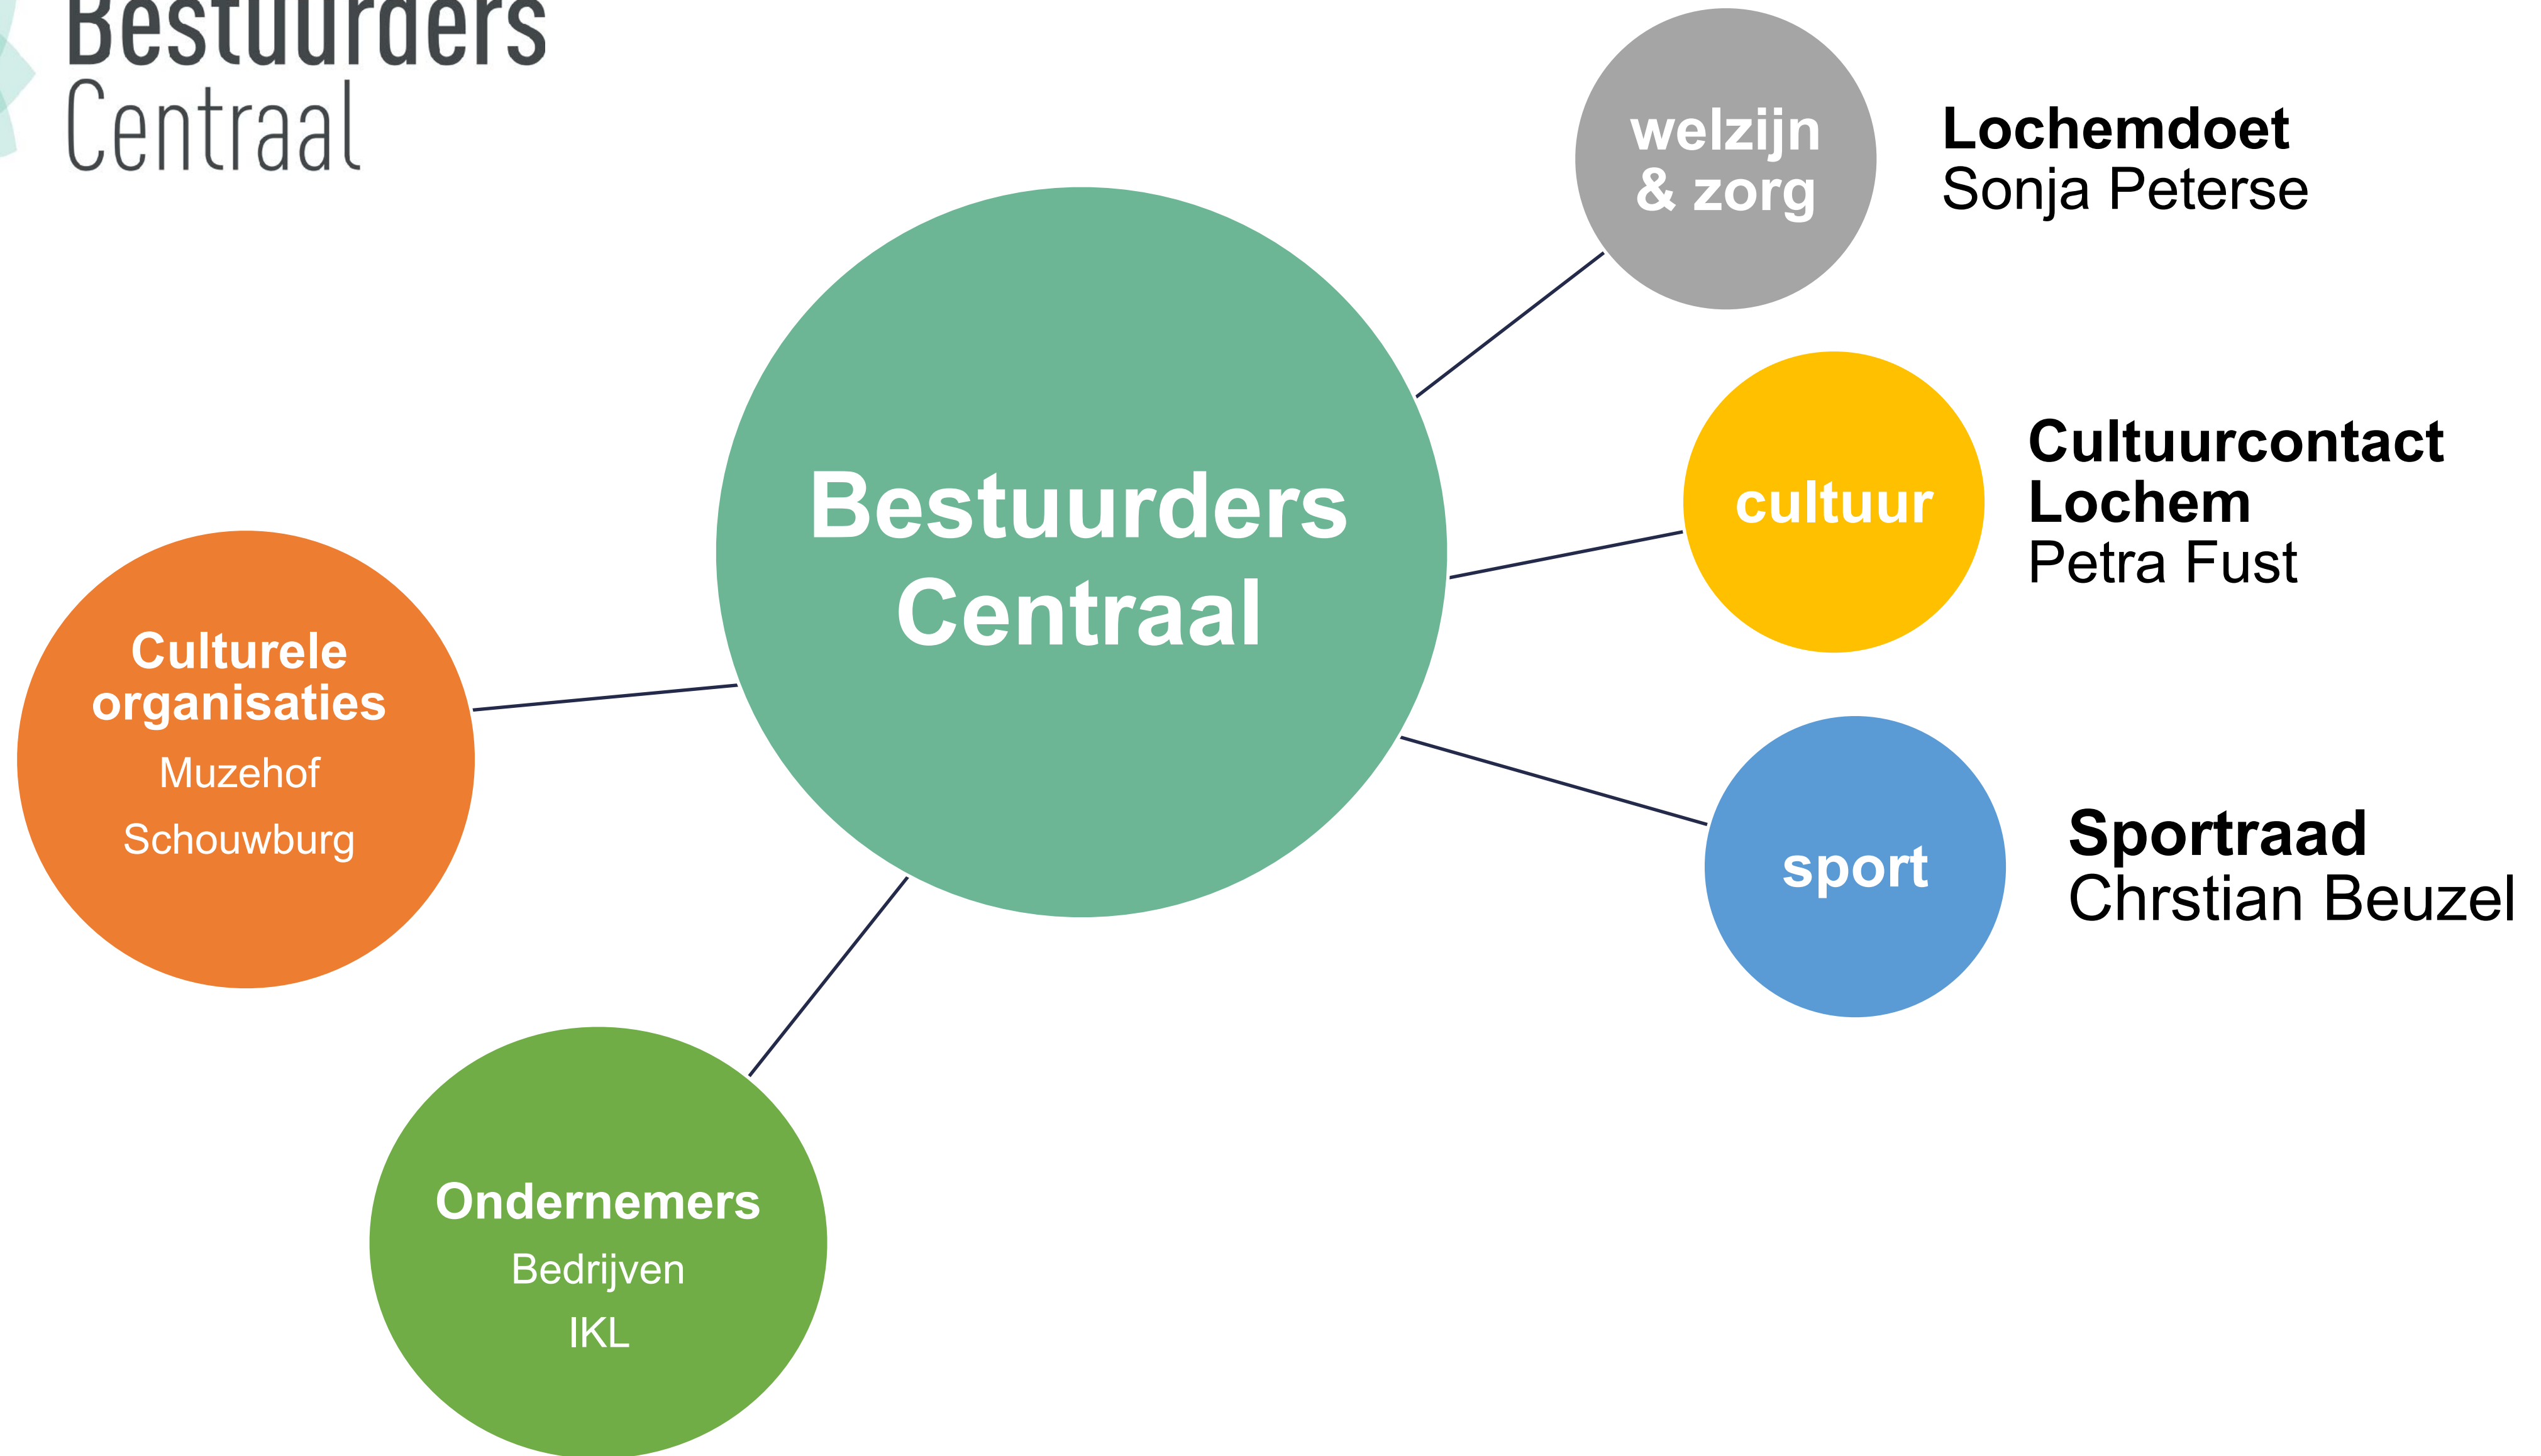 Bestuurders
Centraal
welzijn
& zorg
Lochemdoet
Sonja Peterse
Bestuurders
Centraal
cultuur
Cultuurcontact
Lochem
Petra Fust
Culturele
organisaties
Muzehof
Schouwburg
sport
Sportraad
Chrstian Beuzel
Ondernemers
Bedrijven
IKL